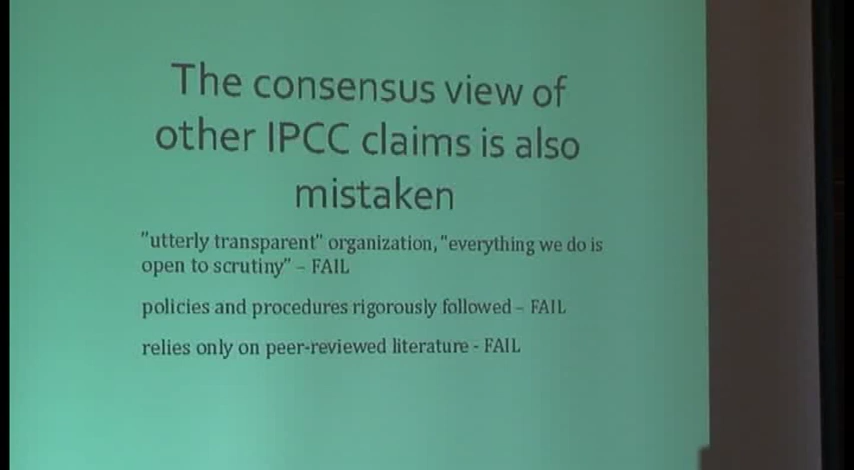 The consensus view of
other IPCC claims is also
mistaken
"utterly transparent" organization, "everything we do is
open to scrutiny" – FAIL
policies and procedures rigorously followed – FAIL
relies only on peer-reviewed literature - FAIL